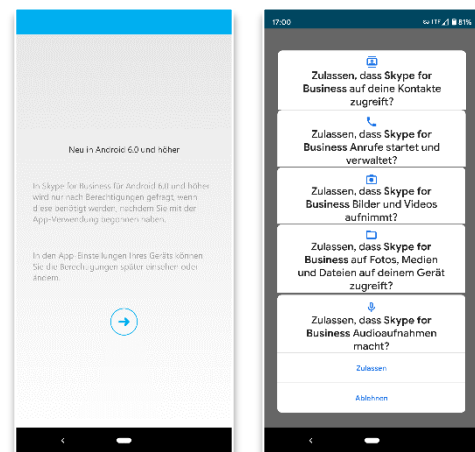 Neu in Android 6.0 und höher
In Skype for Business für Android 6.0 und höher
wird nur nach Berechtigungen gefragt, wenn
diese benötigt werden, nachdem Sie mit der
App-Verwendung begonnen haben.
In den App-Einstellungen Ihres Geräts können
Sie die Berechtigungen später einsehen oder
ändern.
17:00
LTE 81%
Zulassen, dass Skype for
Business auf deine Kontakte
zugreift?
Zulassen, dass Skype for
Business Anrufe startet und
verwaltet?
Zulassen, dass Skype for
Business Bilder und Videos
aufnimmt?
Zulassen, dass Skype for
Business auf Fotos, Medien
und Dateien auf deinem Gerät
zugreift?
Zulassen, dass Skype for
Business Audioaufnahmen
macht?
Zulassen
Ablehnen